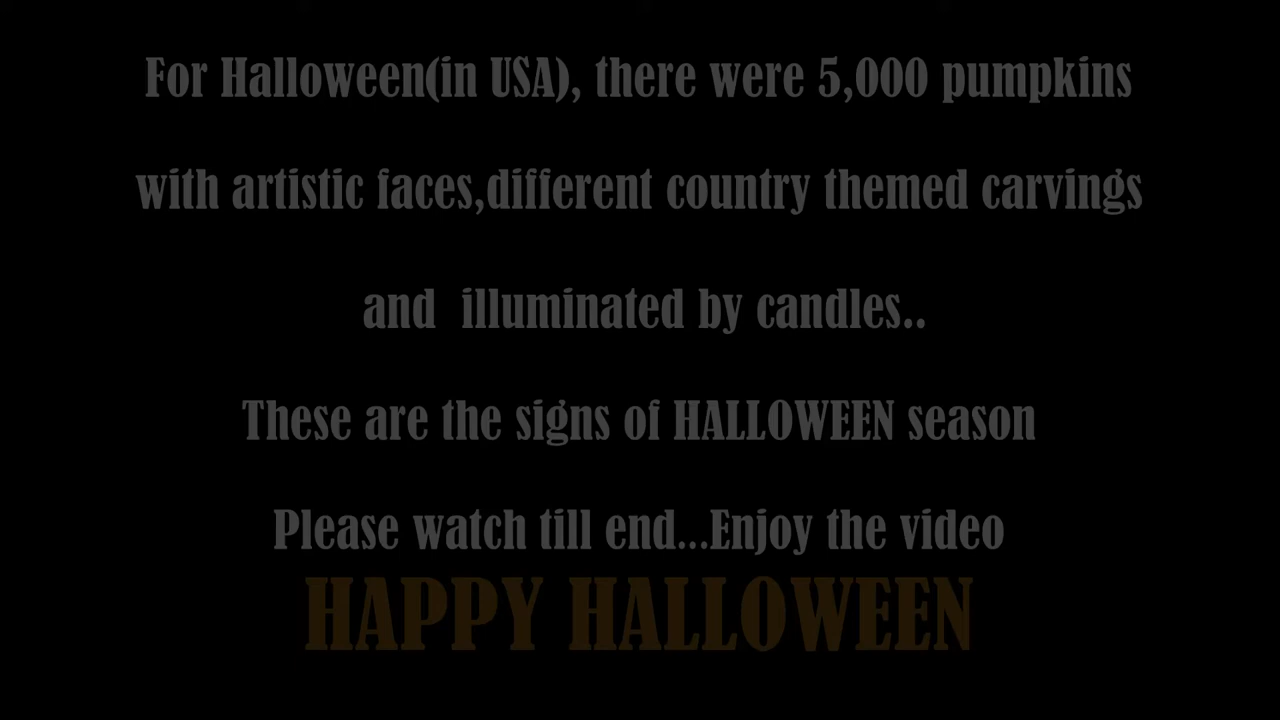 For Halloween(in USA), there were 5,000 pumpkins
with artistic faces,different country themed carvings
and  illuminated by candles..
These are the signs of HALLOWEEN season
Please watch till end...Enjoy the video
HAPPY HALLOWEEN